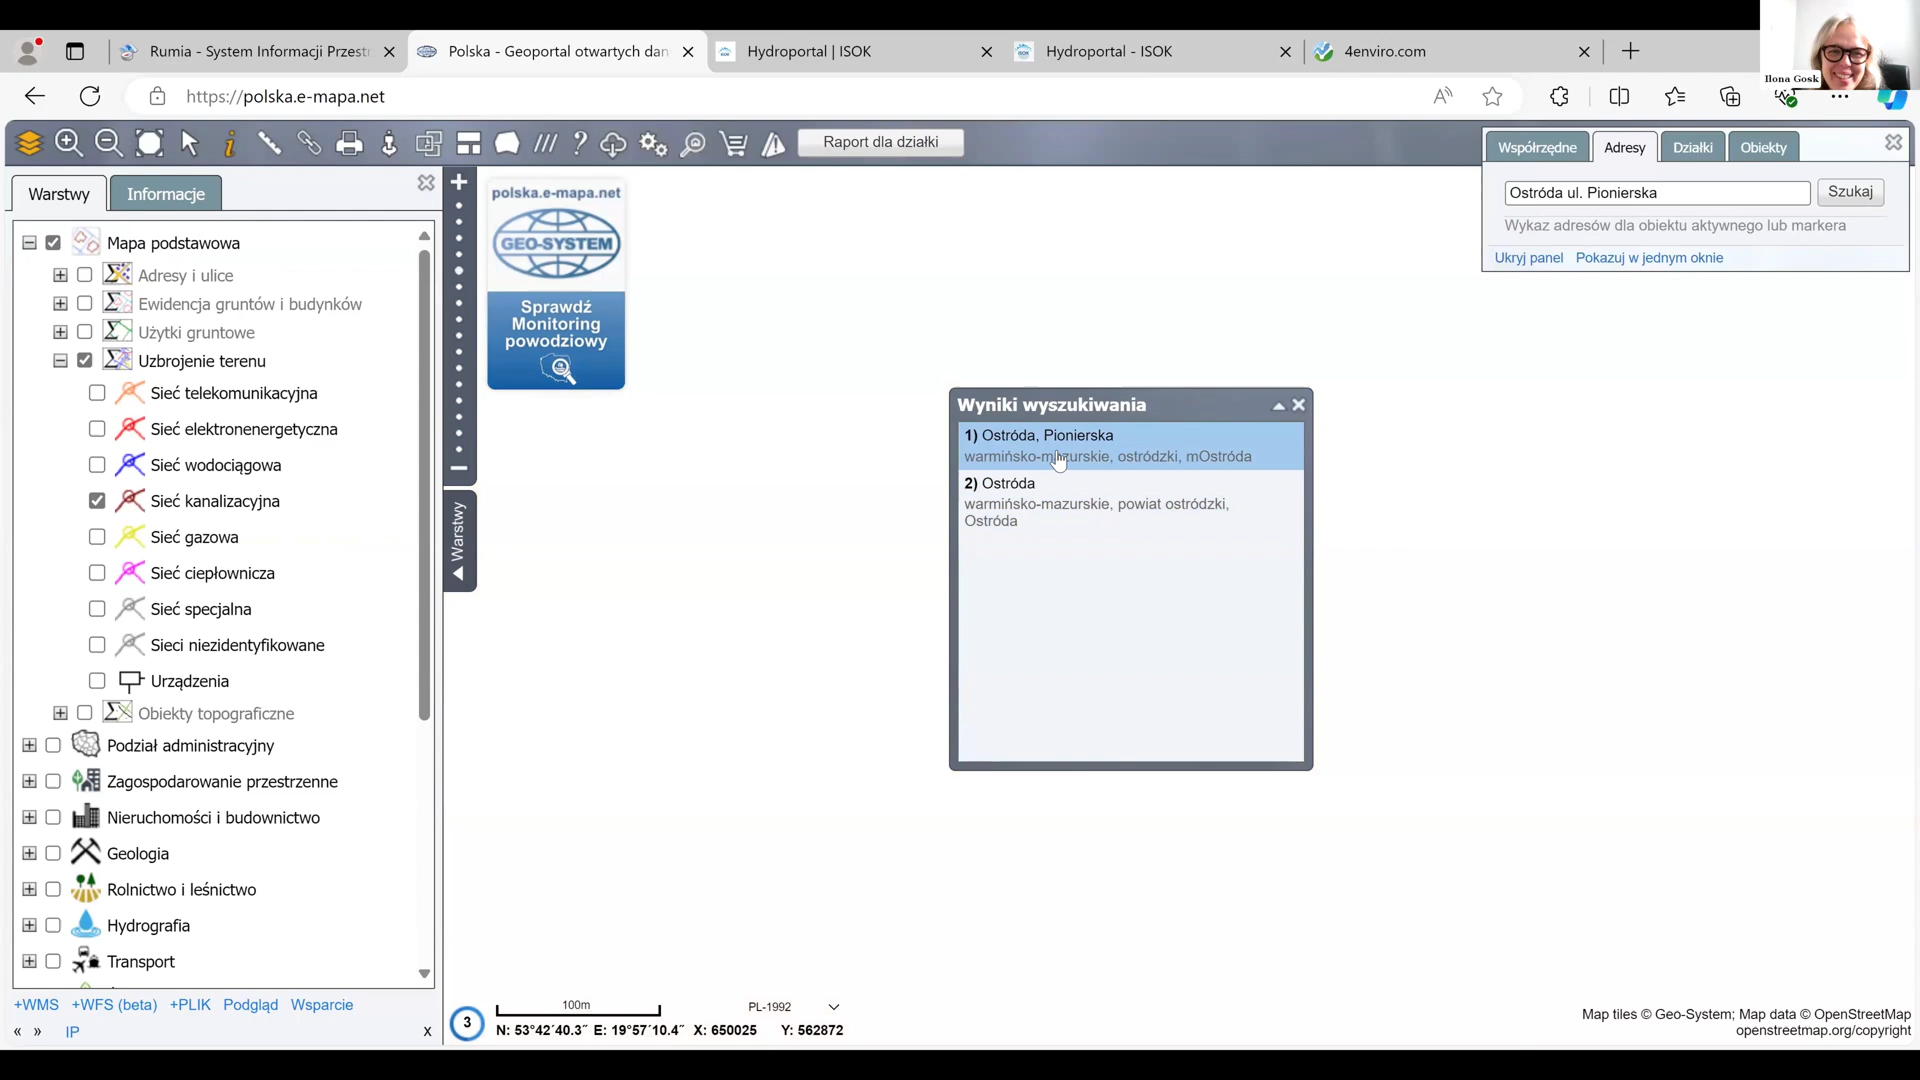 Rumia - System Informacji Przestr
Polska - Geoportal otwartych dan
Hydroportal | ISOK
Hydroportal - ISOK
4enviro.com
Ilona Gosk
https://polska.e-mapa.net
Raport dla działki
Współrzędne
Adresy
Działki
Obiekty
Ostróda ul. Pionierska
Szukaj
Wykaz adresów dla obiektu aktywnego lub markera
Ukryj panel
Pokazuj w jednym oknie
Warstwy
Informacje
Mapa podstawowa
Adresy i ulice
Ewidencja gruntów i budynków
Użytki gruntowe
Uzbrojenie terenu
Sieć telekomunikacyjna
Sieć elektronenergetyczna
Sieć wodociągowa
Sieć kanalizacyjna
Sieć gazowa
Sieć ciepłownicza
Sieć specjalna
Sieci niezidentyfikowane
Urządzenia
Obiekty topograficzne
Podział administracyjny
Zagospodarowanie przestrzenne
Nieruchomości i budownictwo
Geologia
Rolnictwo i leśnictwo
Hydrografia
Transport
+WMS +WFS (beta) +PLIK Podgląd Wsparcie
« » IP x
Warstwy
polska.e-mapa.net
GEO-SYSTEM
Sprawdź
Monitoring
powodziowy
Wyniki wyszukiwania
1) Ostróda, Pionierska
warmińsko-mazurskie, ostródzki, mOstróda
2) Ostróda
warmińsko-mazurskie, powiat ostródzki,
Ostróda
3
100m
PL-1992
N: 53°42´40.3˝ E: 19°57´10.4˝ X: 650025 Y: 562872
Map tiles © Geo-System; Map data © OpenStreetMap
openstreetmap.org/copyright